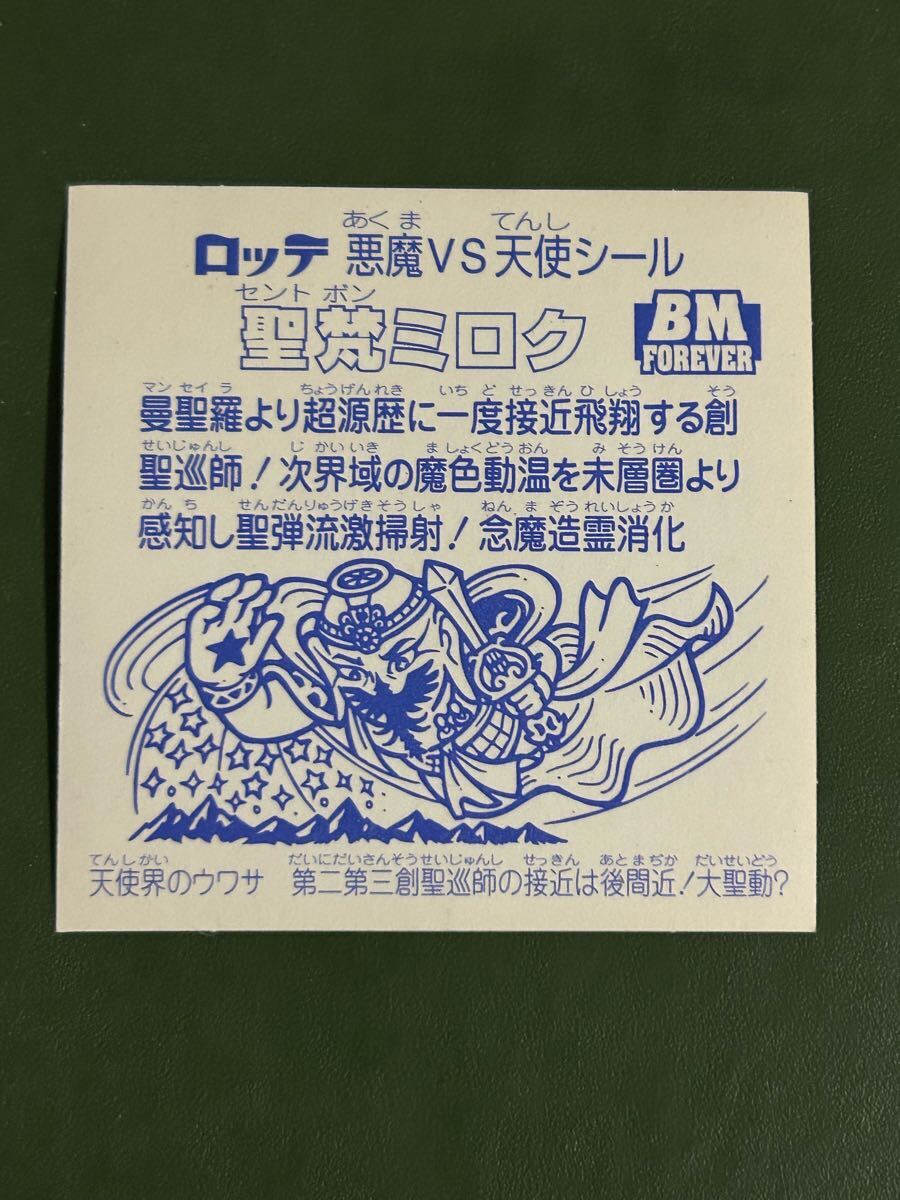 あくま てんし
ロッテ 悪魔VS天使シール
セント ボン
聖梵ミロク
BM
FOREVER
マン セイ ラ ちょうげんれき いち ど せっきん ひ しょう そう
曼聖羅より超源歴に一度接近飛翔する創
せいじゅんし じ かいいき ま しょくどうおん み そうけん
聖巡師！次界域の魔色動温を未層圏より
かん ち せんだんりゅうげきそうしゃ ねん ま ぞうれいしょうか
感知し聖弾流激掃射！念魔造霊消化
てんしかい だいにだいさんそうせいじゅんし せっきん あとまぢか だいせいどう
天使界のウワサ 第二第三創聖巡師の接近は後間近！大聖動？